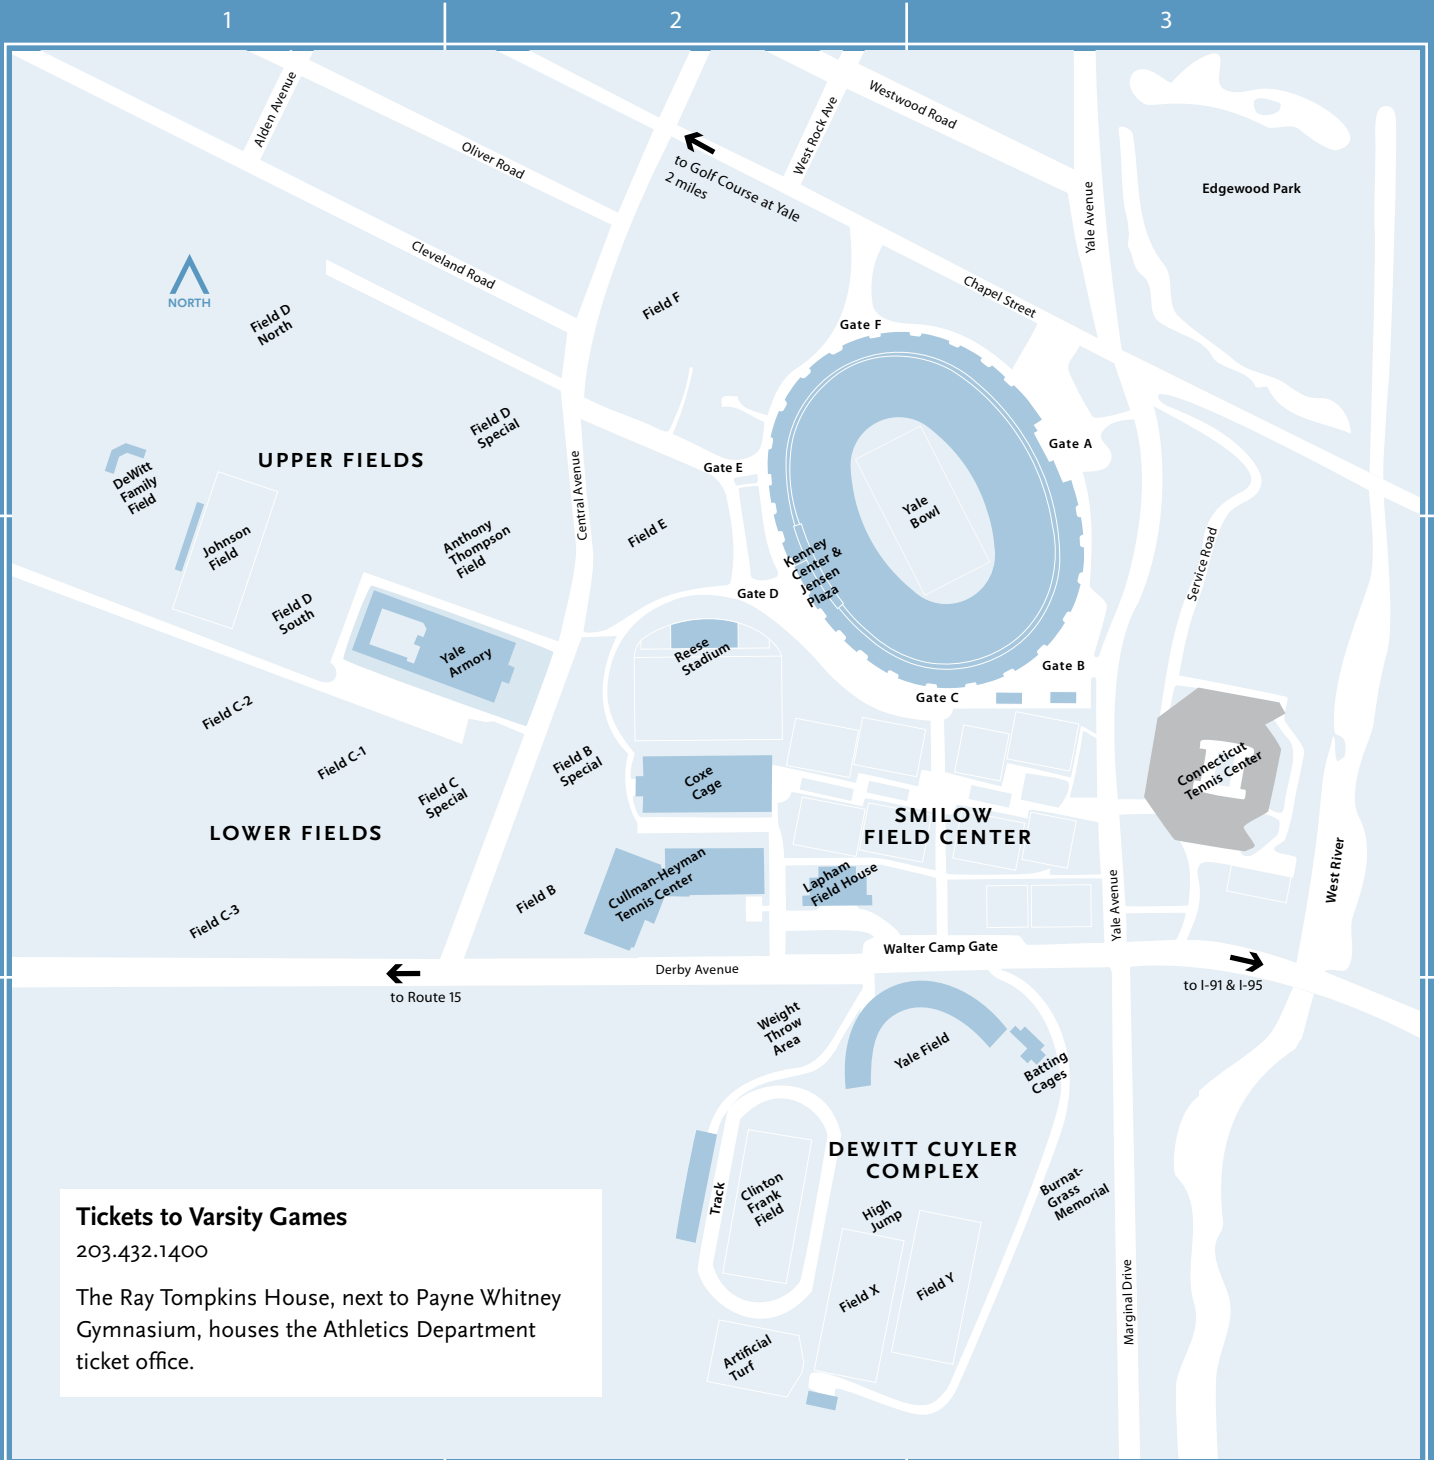 1
2
3
Alden Avenue
Oliver Road
West Rock Ave
Westwood Road
to Golf Course at Yale
2 miles
Yale Avenue
Edgewood Park
Cleveland Road
NORTH
Field D
North
Field F
Chapel Street
Gate F
Field D
Special
Gate A
UPPER FIELDS
Gate E
DeWitt
Family
Field
Central Avenue
Yale
Bowl
Johnson
Field
Anthony
Thompson
Field
Field E
Kenney
Center &
Jensen
Plaza
Service Road
Gate D
Field D
South
Yale
Armory
Reese
Stadium
Gate B
Gate C
Field C-2
Field C-1
Field B
Special
Coxe
Cage
Connecticut
Tennis Center
Field C
Special
LOWER FIELDS
SMILOW
FIELD CENTER
Cullman-Heyman
Tennis Center
Lapham
Field House
West River
Field B
Field C-3
Yale Avenue
Walter Camp Gate
Derby Avenue
to Route 15
to I-91 & I-95
Weight
Throw
Area
Yale Field
Batting
Cages
DEWITT CUYLER
COMPLEX
Track
Clinton
Frank
Field
High
Jump
Burnat-
Grass
Memorial
Field X
Field Y
Marginal Drive
Artificial
Turf
Tickets to Varsity Games
203.432.1400
The Ray Tompkins House, next to Payne Whitney
Gymnasium, houses the Athletics Department
ticket office.